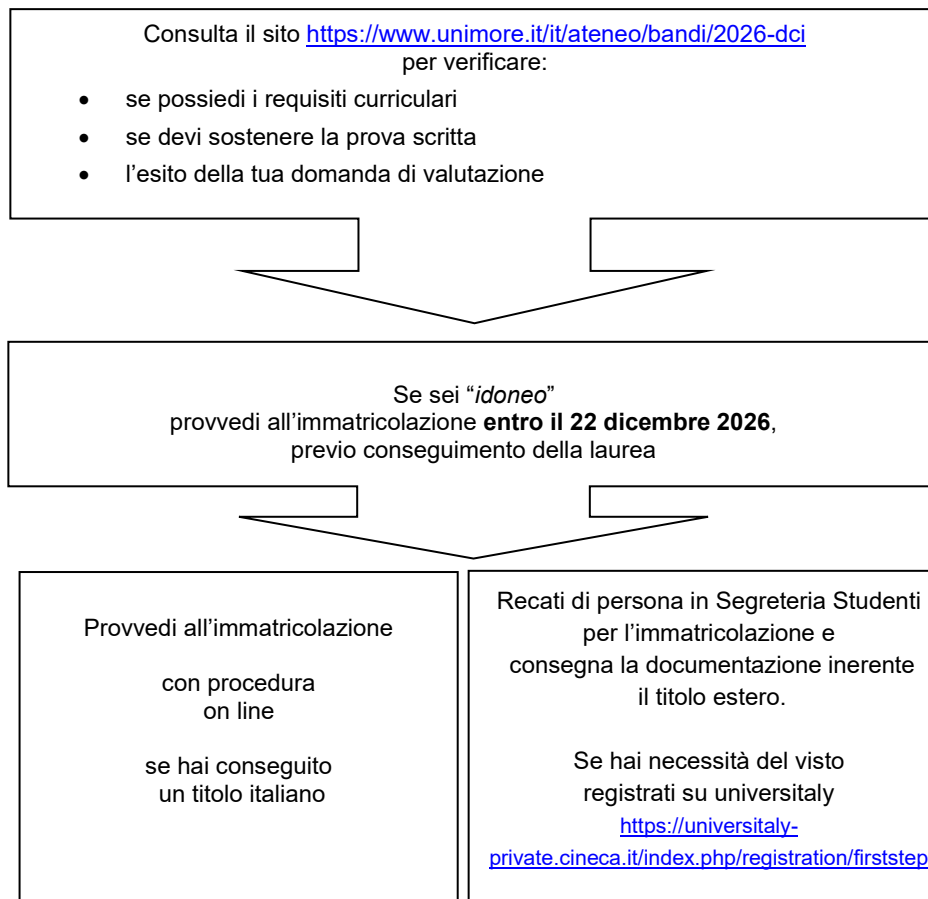 Consulta il sito https://www.unimore.it/it/ateneo/bandi/2026-dci
per verificare:
• se possiedi i requisiti curriculari
• se devi sostenere la prova scritta
• l’esito della tua domanda di valutazione
Se sei “idoneo”
provvedi all’immatricolazione entro il 22 dicembre 2026,
previo conseguimento della laurea
Provvedi all’immatricolazione
con procedura
on line
se hai conseguito
un titolo italiano
Recati di persona in Segreteria Studenti
per l’immatricolazione e
consegna la documentazione inerente
il titolo estero.
Se hai necessità del visto
registrati su universitaly
https://universitaly-
private.cineca.it/index.php/registration/firststep